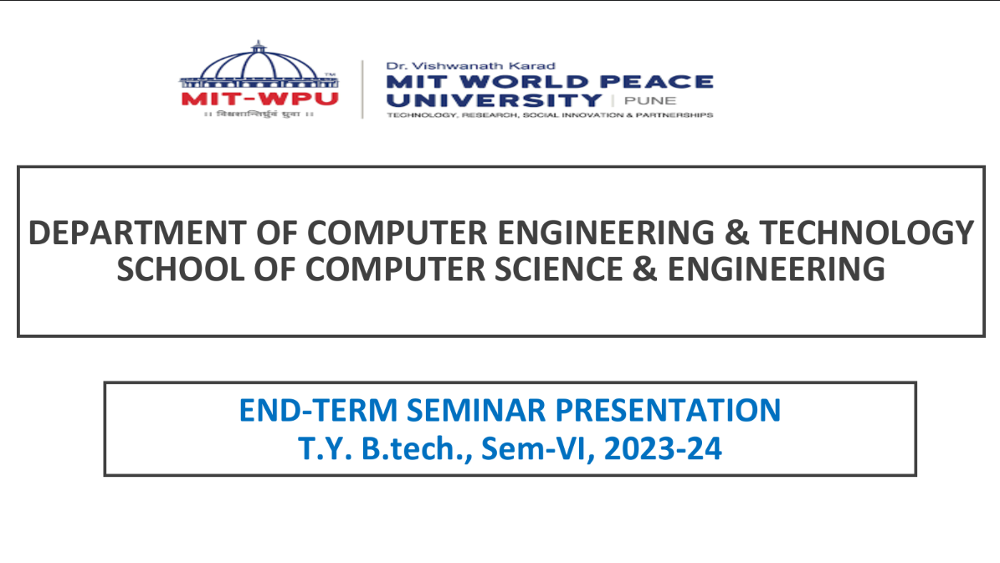 TM
MIT-WPU
॥ विश्वशान्तिर्ध्रुवं ध्रुवा ॥
Dr. Vishwanath Karad
MIT WORLD PEACE
UNIVERSITY | PUNE
TECHNOLOGY, RESEARCH, SOCIAL INNOVATION & PARTNERSHIPS
DEPARTMENT OF COMPUTER ENGINEERING & TECHNOLOGY
SCHOOL OF COMPUTER SCIENCE & ENGINEERING
END-TERM SEMINAR PRESENTATION
T.Y. B.tech., Sem-VI, 2023-24